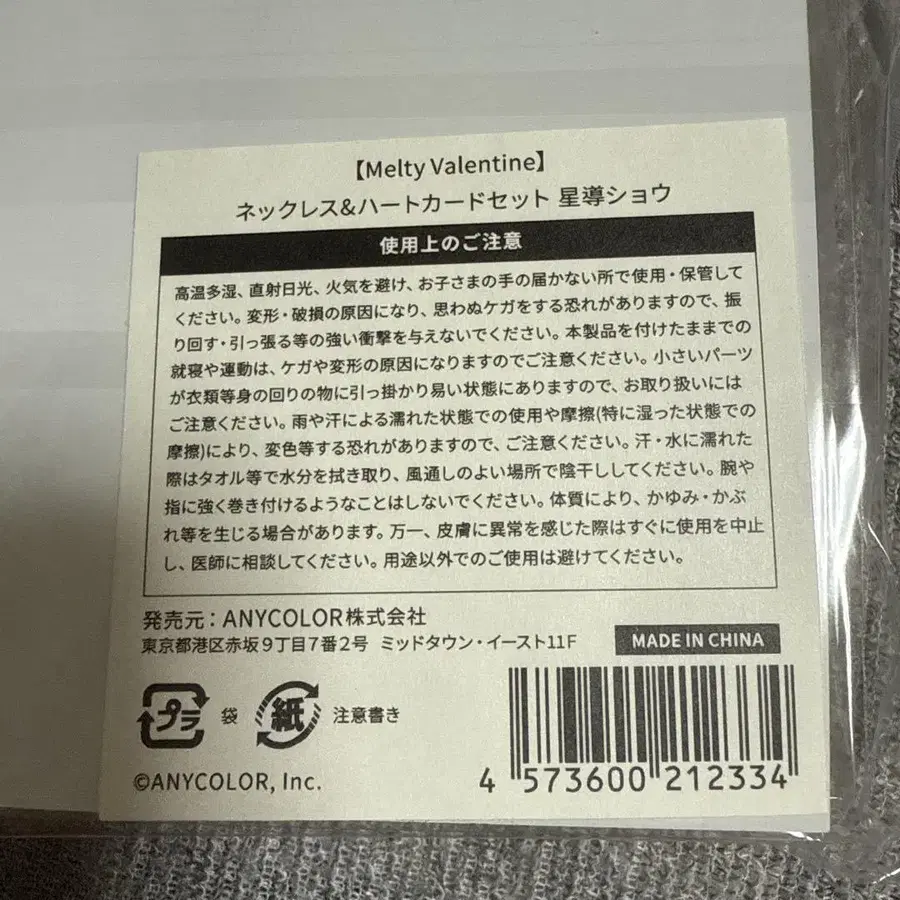 【Melty Valentine】
ネックレス&ハートカードセット 星導ショウ
使用上のご注意
高温多湿、直射日光、火気を避け、お子さまの手の届かない所で使用・保管して
ください。変形・破損の原因になり、思わぬケガをする恐れがありますので、振
り回す・引っ張る等の強い衝撃を与えないでください。本製品を付けたままでの
就寝や運動は、ケガや変形の原因になりますのでご注意ください。小さいパーツ
が衣類等身の回りの物に引っ掛かり易い状態にありますので、お取り扱いには
ご注意ください。雨や汗による濡れた状態での使用や摩擦(特に湿った状態での
摩擦)により、変色等する恐れがありますので、ご注意ください。汗・水に濡れた
際はタオル等で水分を拭き取り、風通しのよい場所で陰干ししてください。腕や
指に強く巻き付けるようなことはしないでください。体質により、かゆみ・かぶ
れ等を生じる場合があります。万一、皮膚に異常を感じた際はすぐに使用を中止
し、医師に相談してください。用途以外でのご使用は避けてください。
発売元：ANYCOLOR株式会社
東京都港区赤坂9丁目7番2号 ミッドタウン・イースト11F
MADE IN CHINA
プラ 袋 紙 注意書き
©ANYCOLOR, Inc.
4 573600 212334